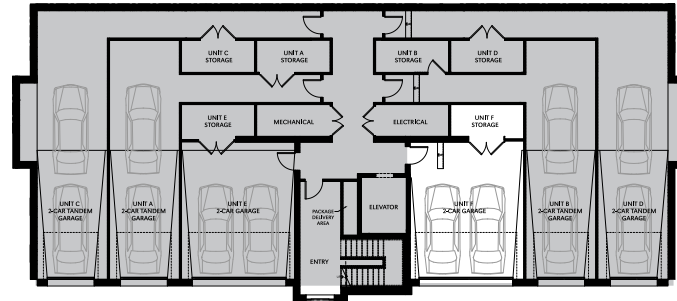 UNIT C
STORAGE
UNIT A
STORAGE
UNIT B
STORAGE
UNIT D
STORAGE
UNIT E
STORAGE
MECHANICAL
ELECTRICAL
UNIT F
STORAGE
UNIT C
2-CAR TANDEM
GARAGE
UNIT A
2-CAR TANDEM
GARAGE
UNIT E
2-CAR GARAGE
PACKAGE
DELIVERY
AREA
ELEVATOR
UNIT F
2-CAR GARAGE
UNIT B
2-CAR TANDEM
GARAGE
UNIT D
2-CAR TANDEM
GARAGE
ENTRY